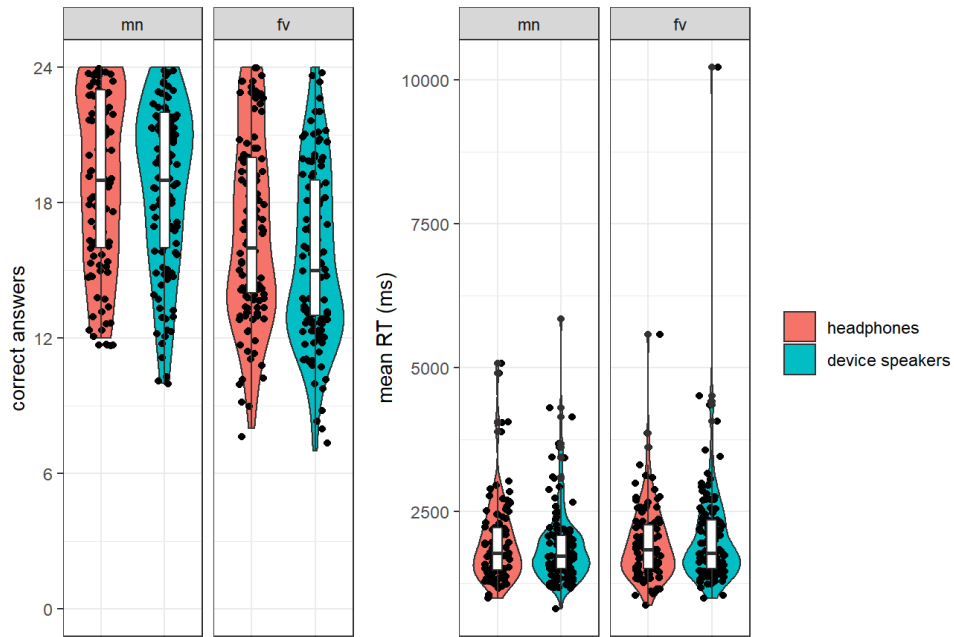 mn
fv
24
18
12
6
0
correct answers
mn
fv
10000
7500
5000
2500
mean RT (ms)
headphones
device speakers